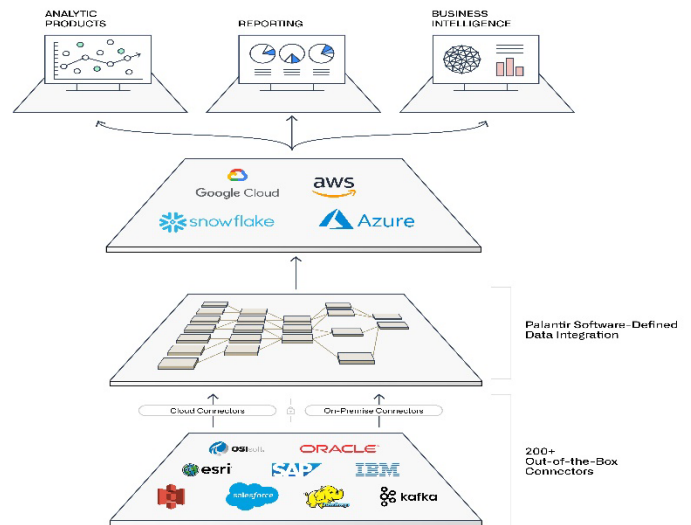 ANALYTIC
PRODUCTS
REPORTING
BUSINESS
INTELLIGENCE
Google Cloud
aws
snowflake
Azure
Palantir Software-Defined
Data Integration
Cloud Connectors
On-Premise Connectors
OSIsoft.
ORACLE
esri
SAP
IBM
salesforce
kafka
200+
Out-of-the-Box
Connectors